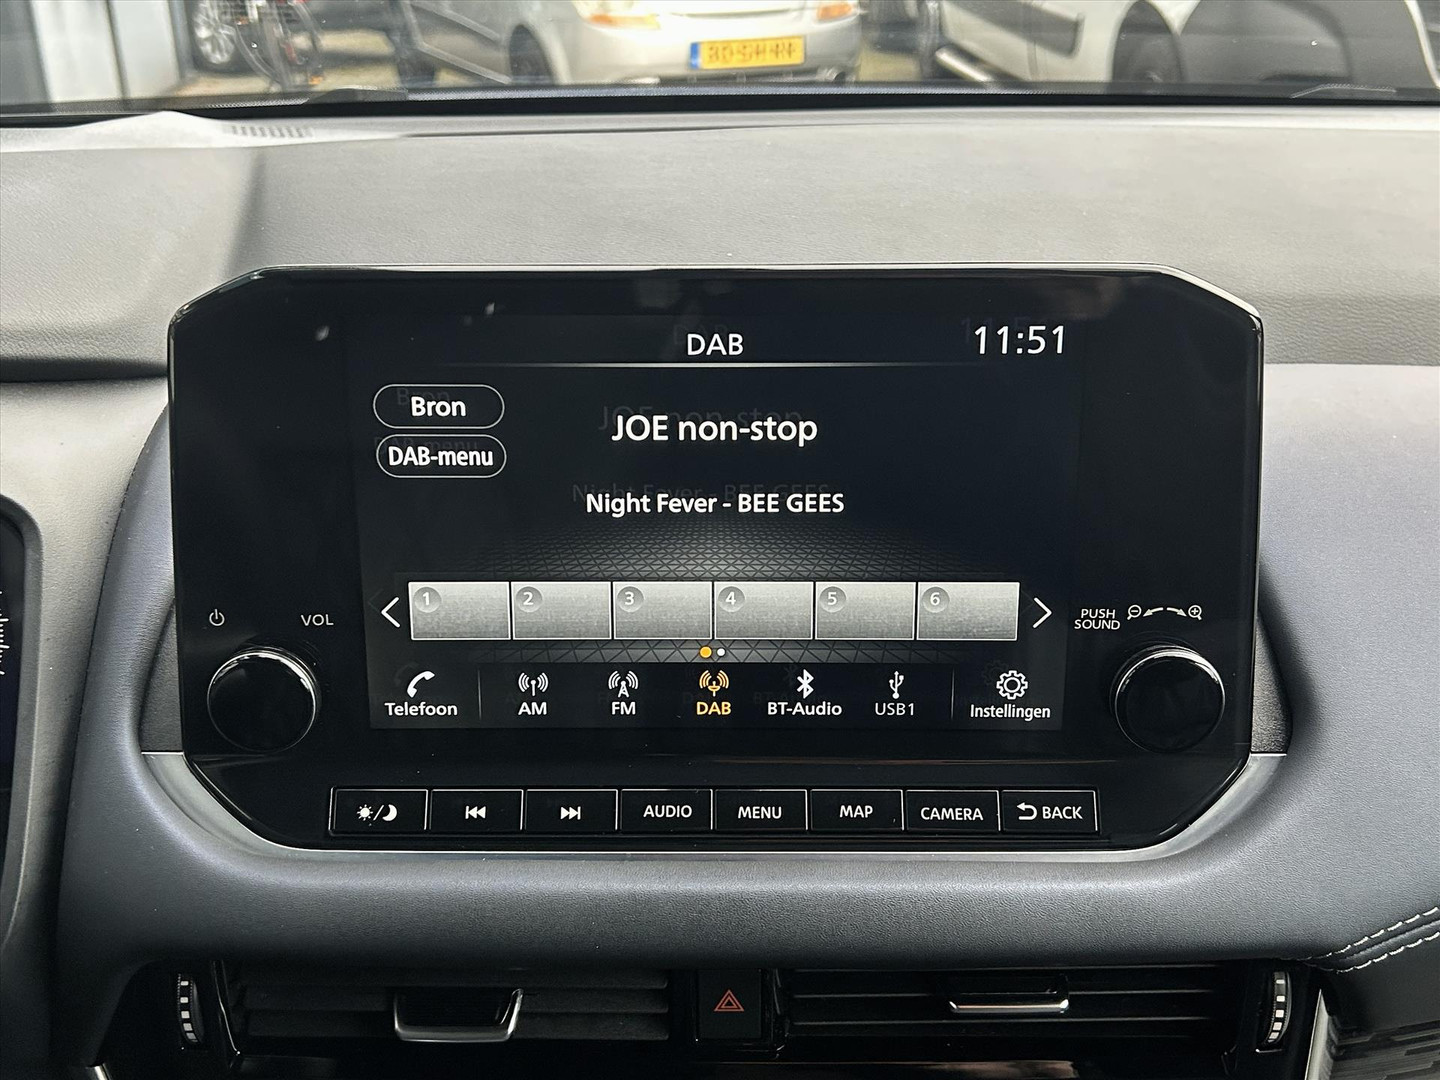 DAB
11:51
Bron
JOE non-stop
DAB-menu
Night Fever - BEE GEES
1 2 3 4 5 6
VOL
PUSH
SOUND
Telefoon AM FM DAB BT-Audio USB1 Instellingen
AUDIO MENU MAP CAMERA BACK